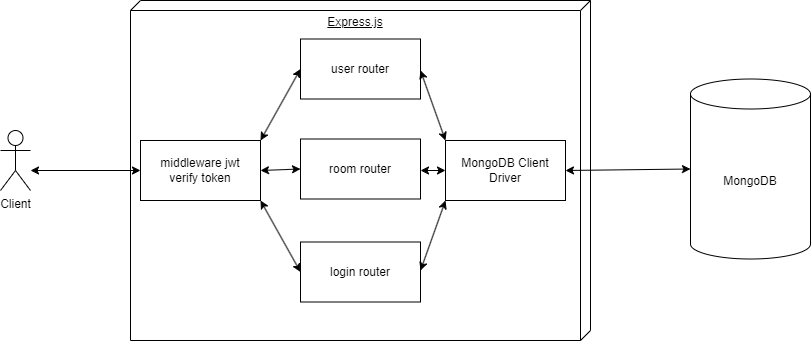 Express.js
user router
middleware jwt
verify token
room router
MongoDB Client
Driver
MongoDB
Client
login router